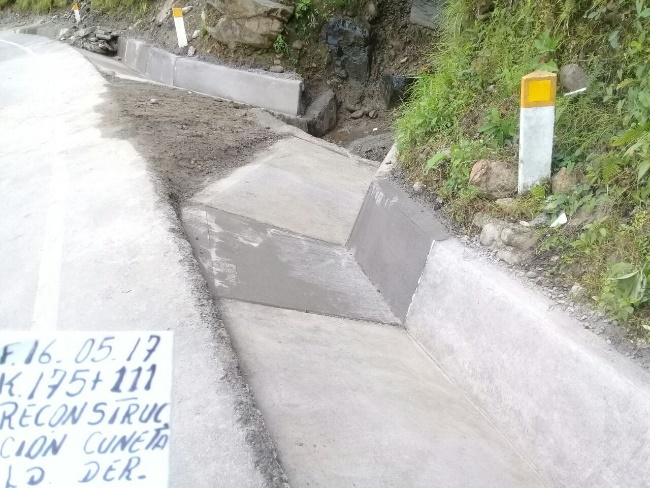 F.16.05.17
K.175+111
RECONSTRUC
CION CUNETA
LD. DER.